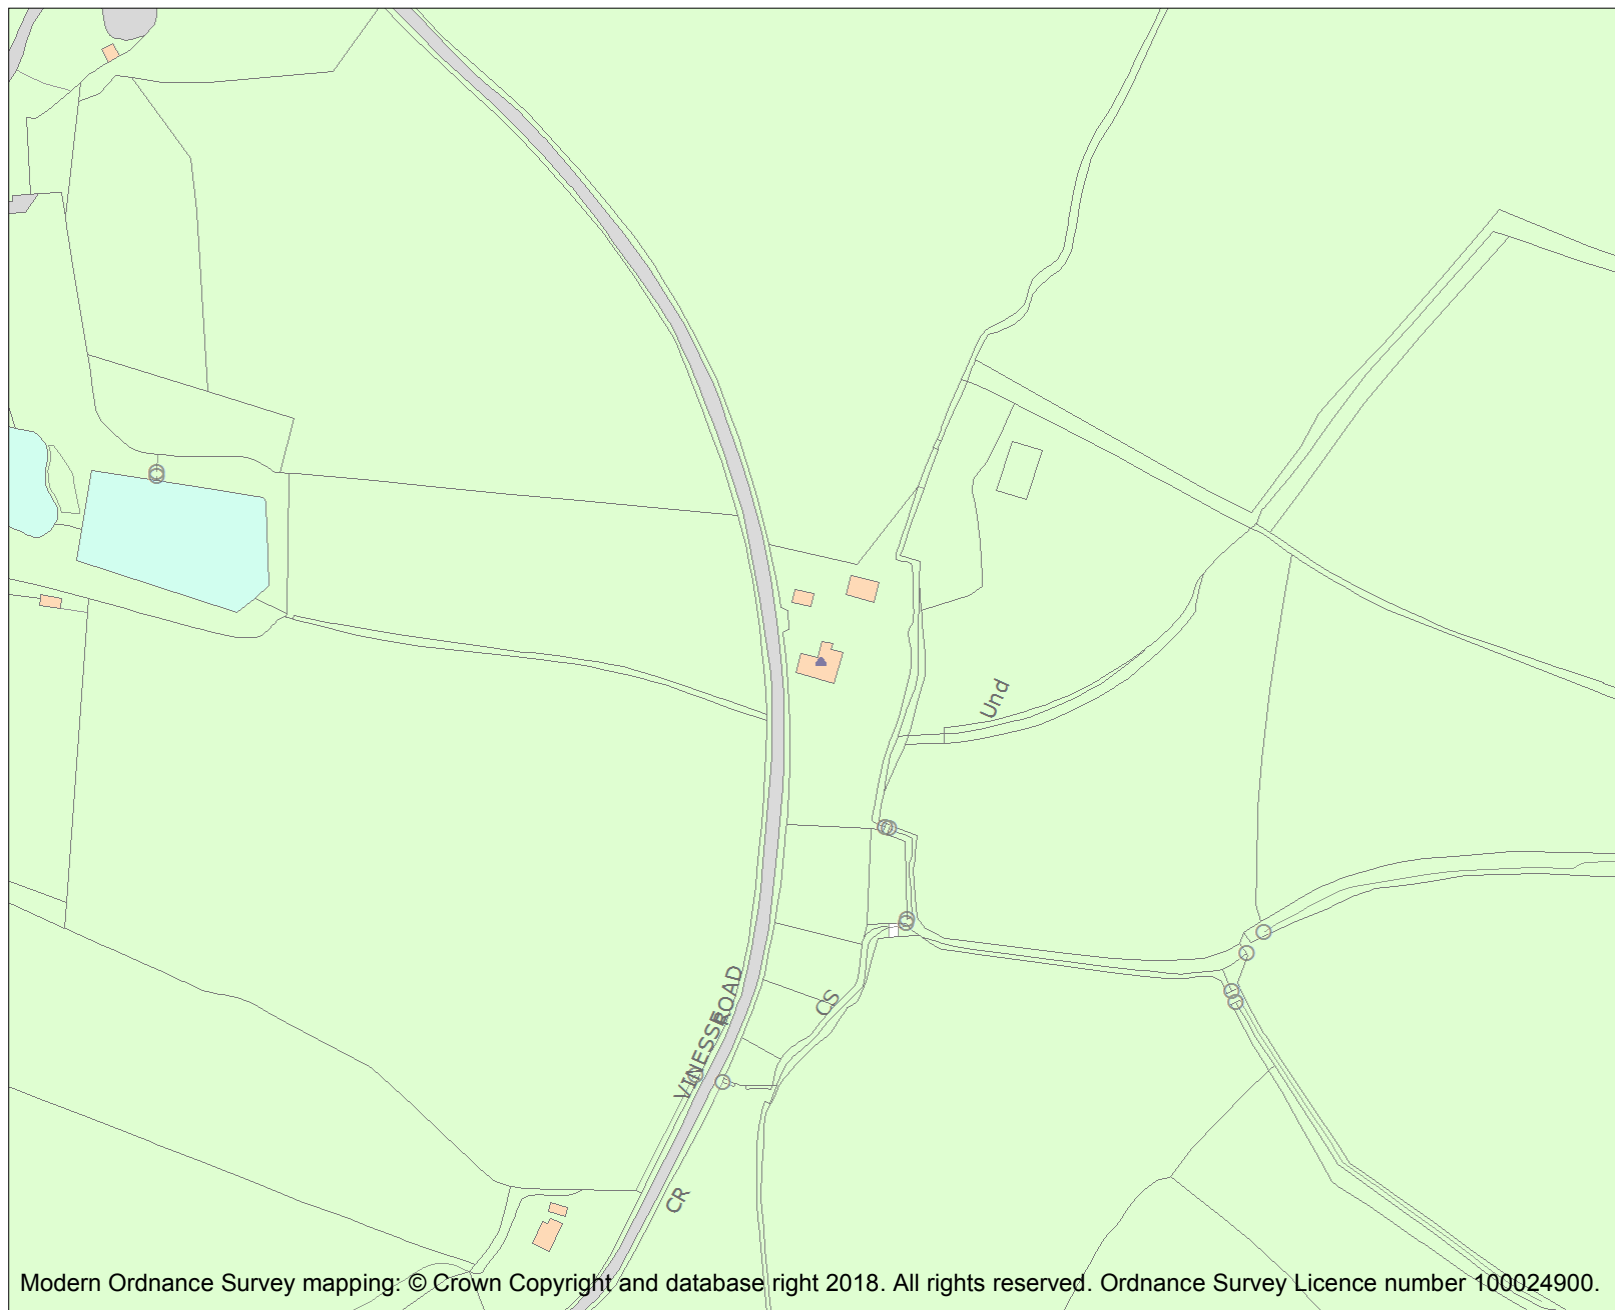 Und
CS
VINESSE ROAD
CR
Modern Ordnance Survey mapping: © Crown Copyright and database right 2018. All rights reserved. Ordnance Survey Licence number 100024900.